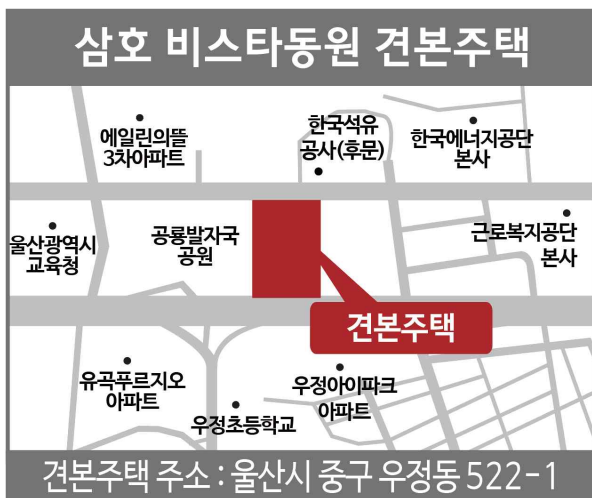 삼호 비스타동원 견본주택
에일린의뜰
3차아파트
한국석유
공사(후문)
한국에너지공단
본사
울산광역시
교육청
공룡발자국
공원
근로복지공단
본사
견본주택
유곡푸르지오
아파트
우정초등학교
우정아이파크
아파트
견본주택 주소 : 울산시 중구 우정동 522-1